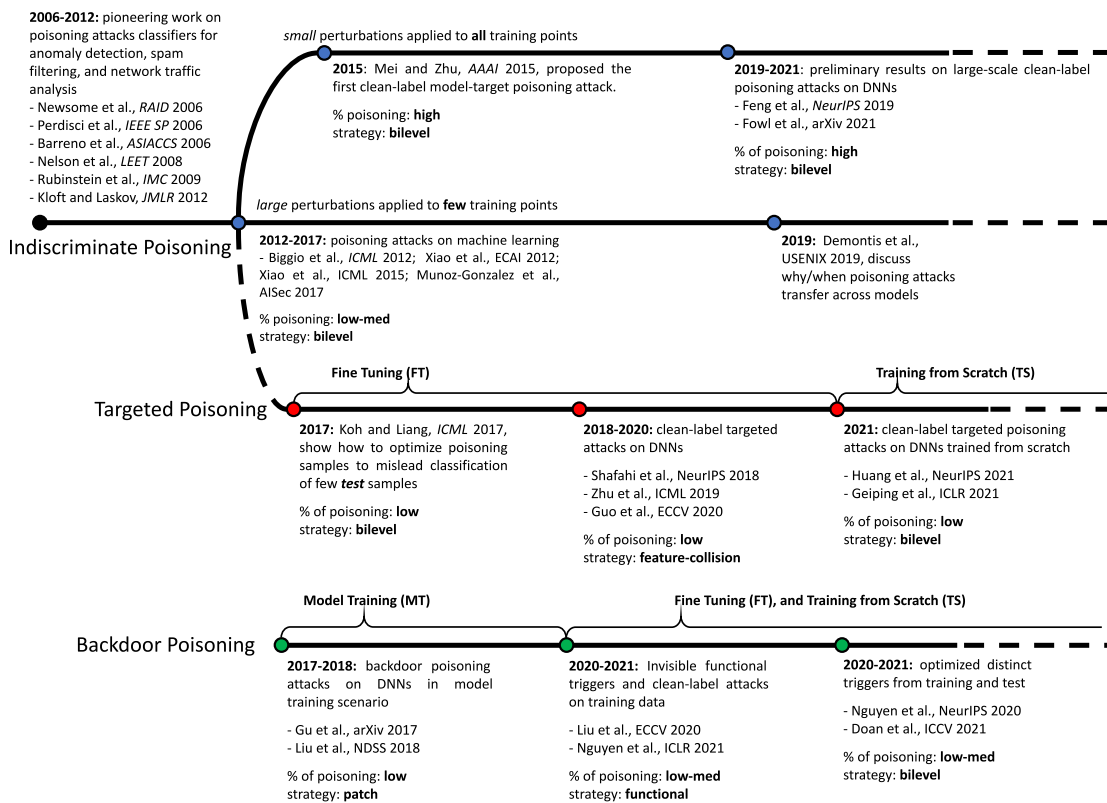 2006-2012: pioneering work on
poisoning attacks classifiers for
anomaly detection, spam
filtering, and network traffic
analysis
- Newsome et al., RAID 2006
- Perdisci et al., IEEE SP 2006
- Barreno et al., ASIACCS 2006
- Nelson et al., LEET 2008
- Rubinstein et al., IMC 2009
- Kloft and Laskov, JMLR 2012
small perturbations applied to all training points
2015: Mei and Zhu, AAAI 2015, proposed the
first clean-label model-target poisoning attack.
% poisoning: high
strategy: bilevel
2019-2021: preliminary results on large-scale clean-label
poisoning attacks on DNNs
- Feng et al., NeurIPS 2019
- Fowl et al., arXiv 2021
% of poisoning: high
strategy: bilevel
Indiscriminate Poisoning
large perturbations applied to few training points
2012-2017: poisoning attacks on machine learning
- Biggio et al., ICML 2012; Xiao et al., ECAI 2012;
Xiao et al., ICML 2015; Munoz-Gonzalez et al.,
AISec 2017
% poisoning: low-med
strategy: bilevel
2019: Demontis et al.,
USENIX 2019, discuss
why/when poisoning attacks
transfer across models
Targeted Poisoning
Fine Tuning (FT)
Training from Scratch (TS)
2017: Koh and Liang, ICML 2017,
show how to optimize poisoning
samples to mislead classification
of few test samples
% of poisoning: low
strategy: bilevel
2018-2020: clean-label targeted
attacks on DNNs
- Shafahi et al., NeurIPS 2018
- Zhu et al., ICML 2019
- Guo et al., ECCV 2020
% of poisoning: low
strategy: feature-collision
2021: clean-label targeted poisoning
attacks on DNNs trained from scratch
- Huang et al., NeurIPS 2021
- Geiping et al., ICLR 2021
% of poisoning: low
strategy: bilevel
Backdoor Poisoning
Model Training (MT)
Fine Tuning (FT), and Training from Scratch (TS)
2017-2018: backdoor poisoning
attacks on DNNs in model
training scenario
- Gu et al., arXiv 2017
- Liu et al., NDSS 2018
% of poisoning: low
strategy: patch
2020-2021: Invisible functional
triggers and clean-label attacks
on training data
- Liu et al., ECCV 2020
- Nguyen et al., ICLR 2021
% of poisoning: low-med
strategy: functional
2020-2021: optimized distinct
triggers from training and test
- Nguyen et al., NeurIPS 2020
- Doan et al., ICCV 2021
% of poisoning: low-med
strategy: bilevel